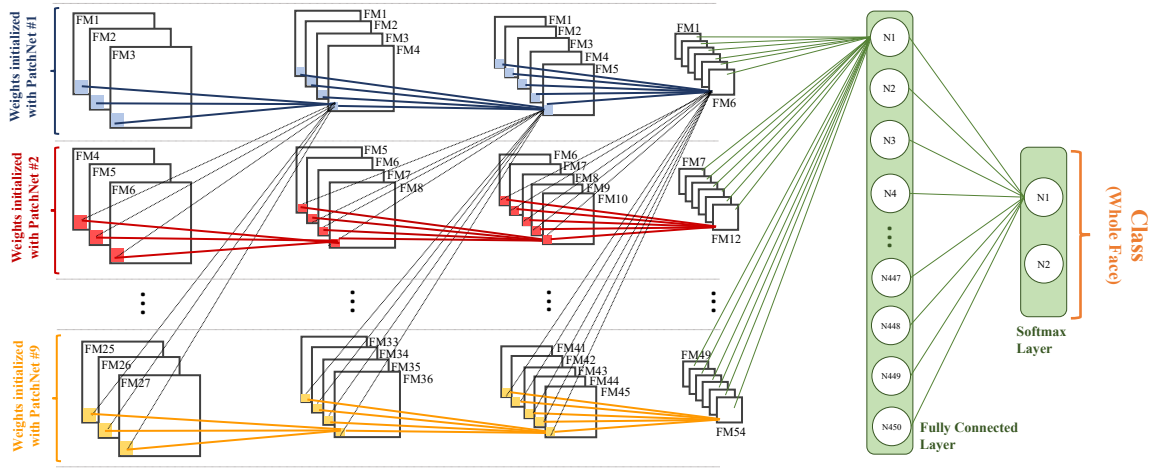 Weights initialized
with PatchNet #1
FM1
FM2
FM3
FM1
FM2
FM3
FM4
FM1
FM2
FM3
FM4
FM5
FM1
FM6
Weights initialized
with PatchNet #2
FM4
FM5
FM6
FM5
FM6
FM7
FM8
FM6
FM7
FM8
FM9
FM10
FM7
FM12
Weights initialized
with PatchNet #9
FM25
FM26
FM27
FM33
FM34
FM35
FM36
FM41
FM42
FM43
FM44
FM45
FM49
FM54
N1
N2
N3
N4
N447
N448
N449
N450
Fully Connected
Layer
N1
N2
Softmax
Layer
Class
(Whole Face)